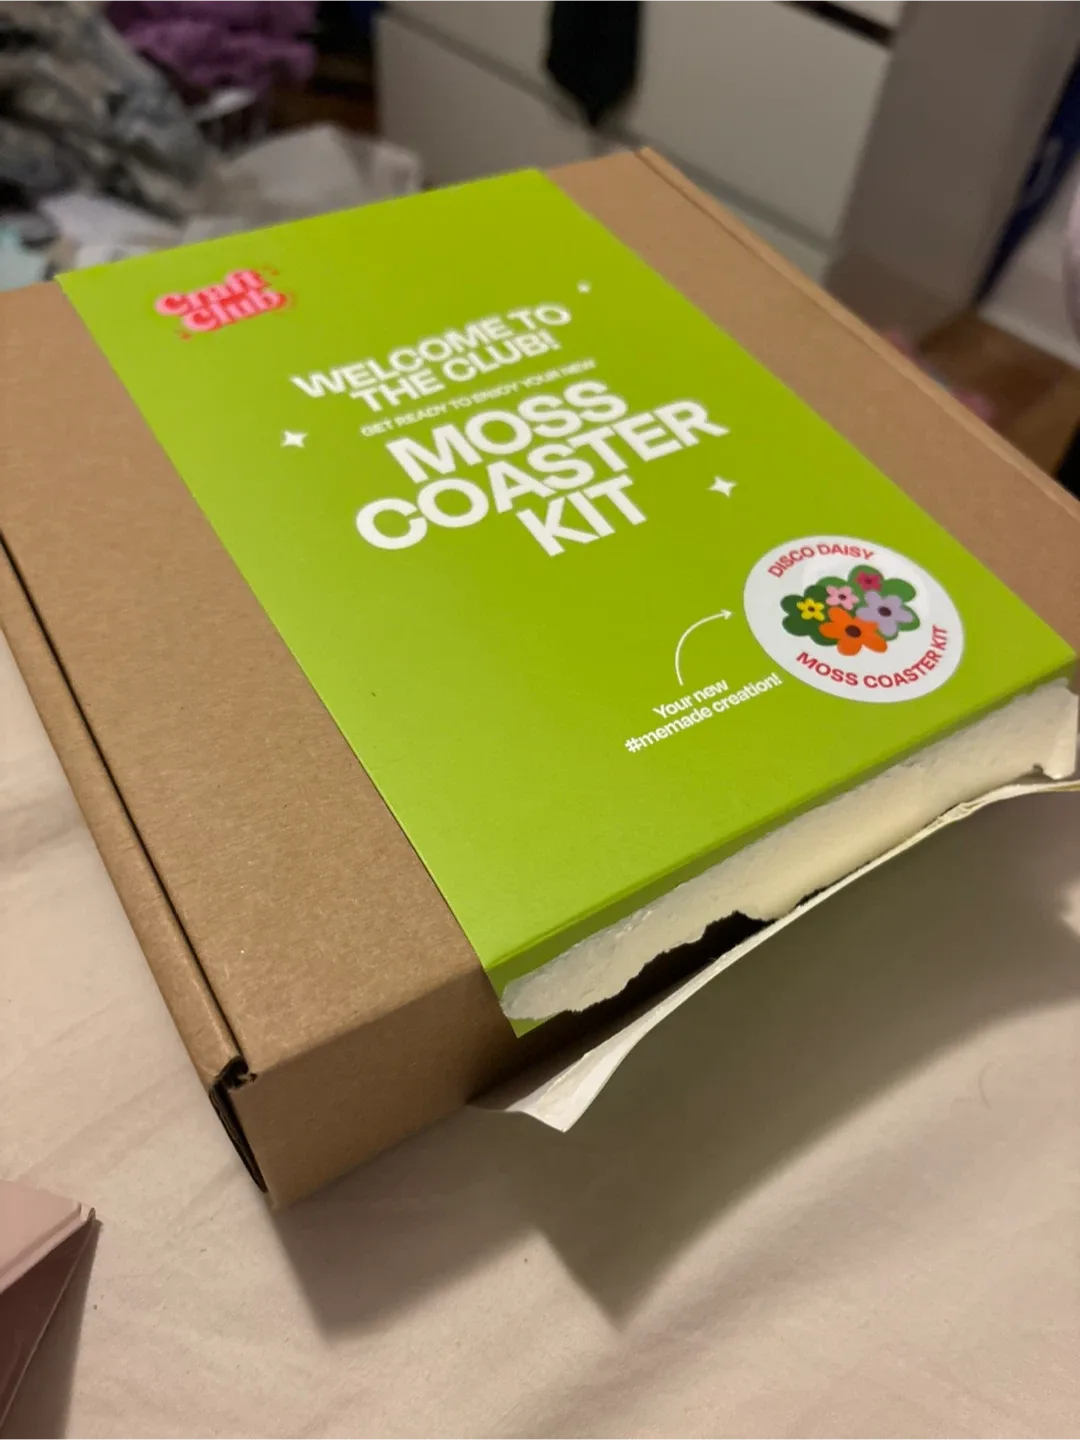 Craft
Club
WELCOME TO
THE CLUB!
GET READY TO ENJOY YOUR NEW
MOSS
COASTER
KIT
DISCO DAISY
MOSS COASTER KIT
Your new
#memade creation!